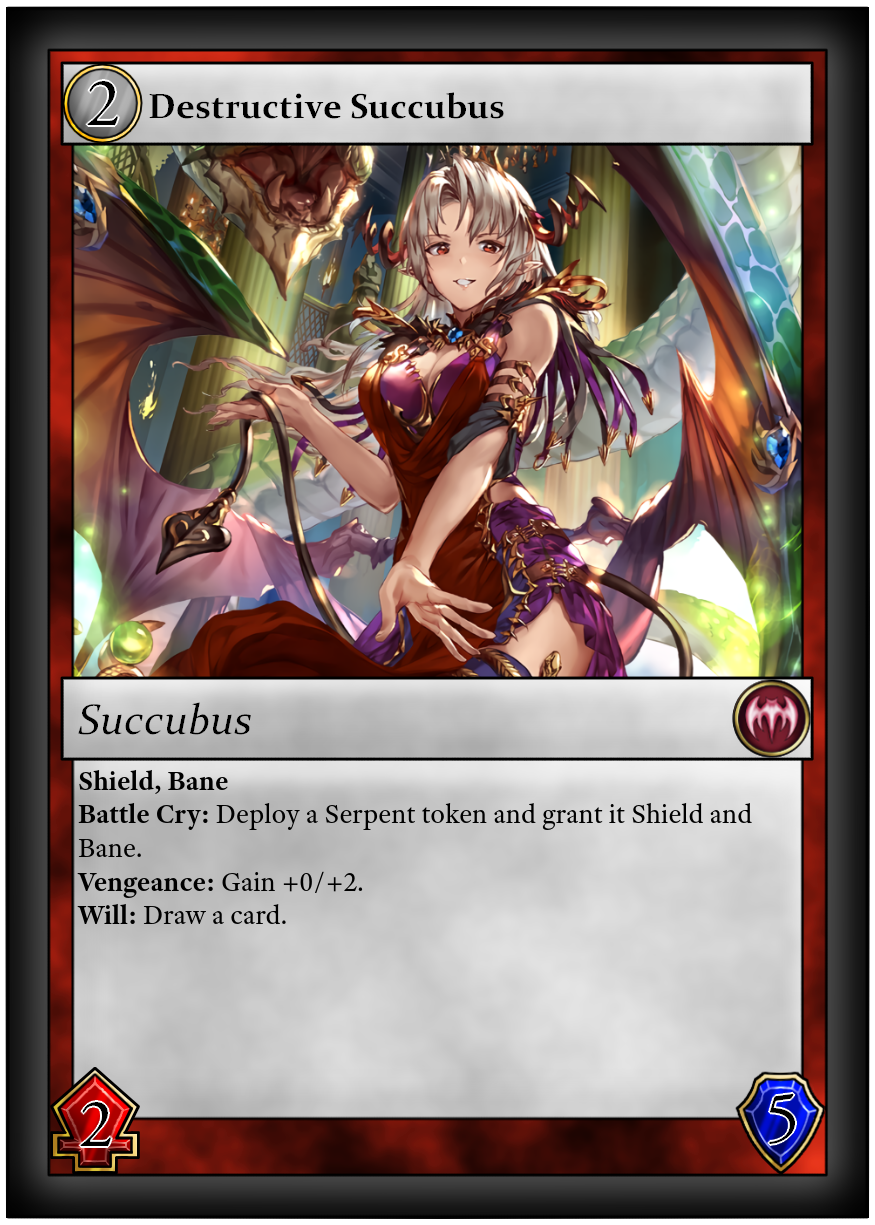 2 Destructive Succubus
Succubus
Shield, Bane
Battle Cry: Deploy a Serpent token and grant it Shield and
Bane.
Vengeance: Gain +0/+2.
Will: Draw a card.
2 5